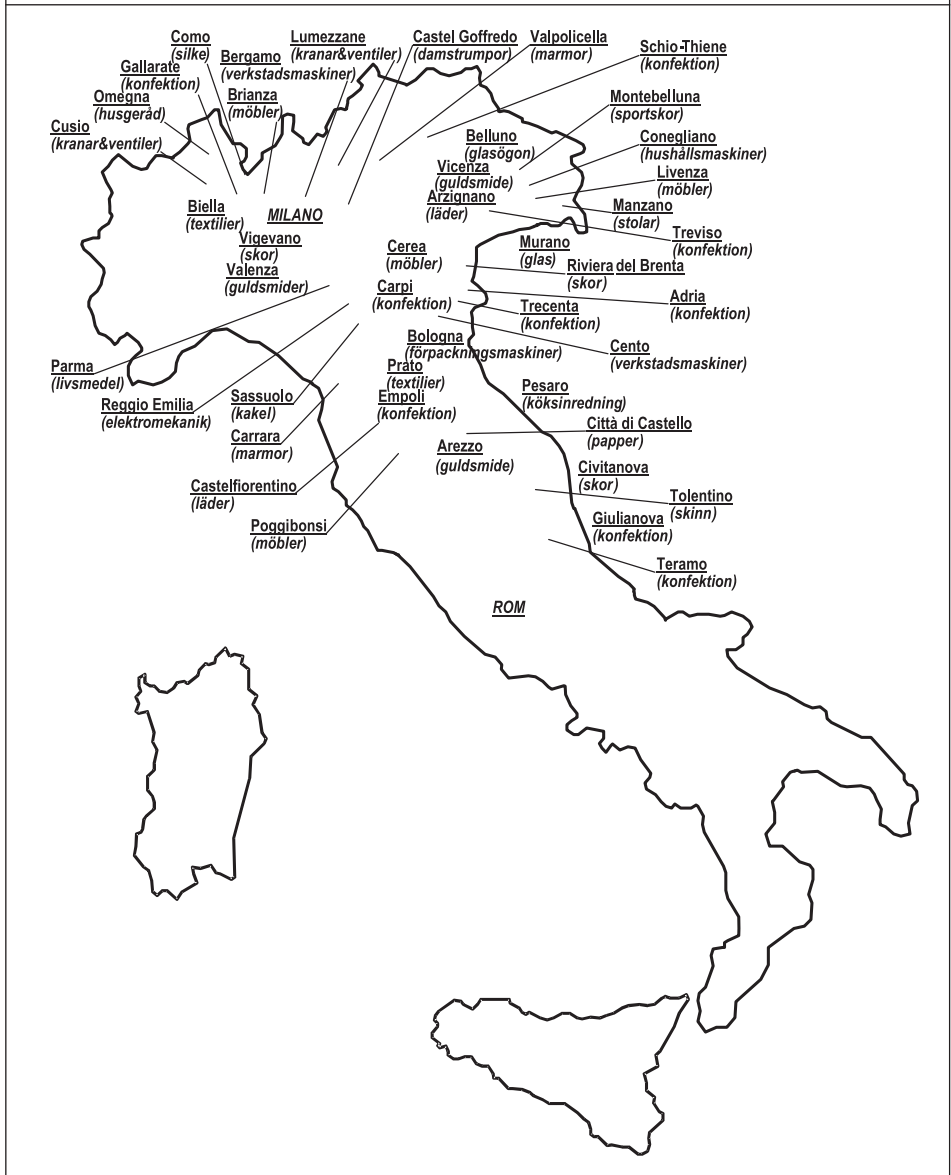 Como
(silke)
Lumezzane
(kranar&ventiler)
Castel Goffredo
(damstrumpor)
Valpolicella
(marmor)
Schio-Thiene
(konfektion)
Gallarate
(konfektion)
Bergamo
(verkstadsmaskiner)
Omegna
(husgeråd)
Brianza
(möbler)
Montebelluna
(sportskor)
Cusio
(kranar&ventiler)
Belluno
(glasögon)
Conegliano
(hushållsmaskiner)
Vicenza
(guldsmide)
Livenza
(möbler)
Arzignano
(läder)
Manzano
(stolar)
Biella
(textilier)
MILANO
Treviso
(konfektion)
Vigevano
(skor)
Cerea
(möbler)
Murano
(glas)
Valenza
(guldsmider)
Riviera del Brenta
(skor)
Carpi
(konfektion)
Adria
(konfektion)
Trecenta
(konfektion)
Bologna
(förpackningsmaskiner)
Cento
(verkstadsmaskiner)
Parma
(livsmedel)
Prato
(textilier)
Reggio Emilia
(elektromekanik)
Sassuolo
(kakel)
Empoli
(konfektion)
Pesaro
(köksinredning)
Carrara
(marmor)
Città di Castello
(papper)
Arezzo
(guldsmide)
Castelfiorentino
(läder)
Civitanova
(skor)
Tolentino
(skinn)
Poggibonsi
(möbler)
Giulianova
(konfektion)
Teramo
(konfektion)
ROM